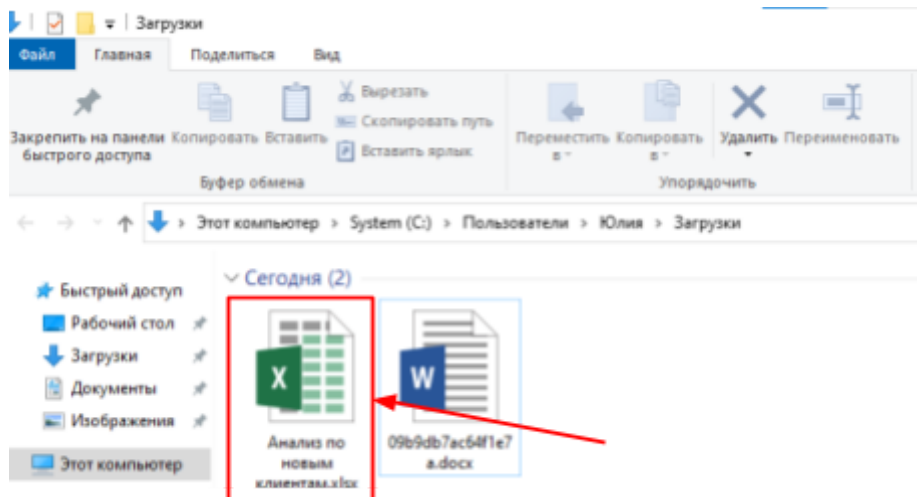 Загрузки
Файл Главная Поделиться Вид
Закрепить на панели быстрого доступа
Копировать
Вставить
Вырезать
Скопировать путь
Вставить ярлык
Переместить в
Копировать в
Удалить
Переименовать
Буфер обмена
Упорядочить
Этот компьютер > System (C:) > Пользователи > Юлия > Загрузки
Быстрый доступ
Рабочий стол
Загрузки
Документы
Изображения
Этот компьютер
Сегодня (2)
X
Анализ по
новым
клиентам.xlsx
W
09b9db7ac64f1e7
a.docx